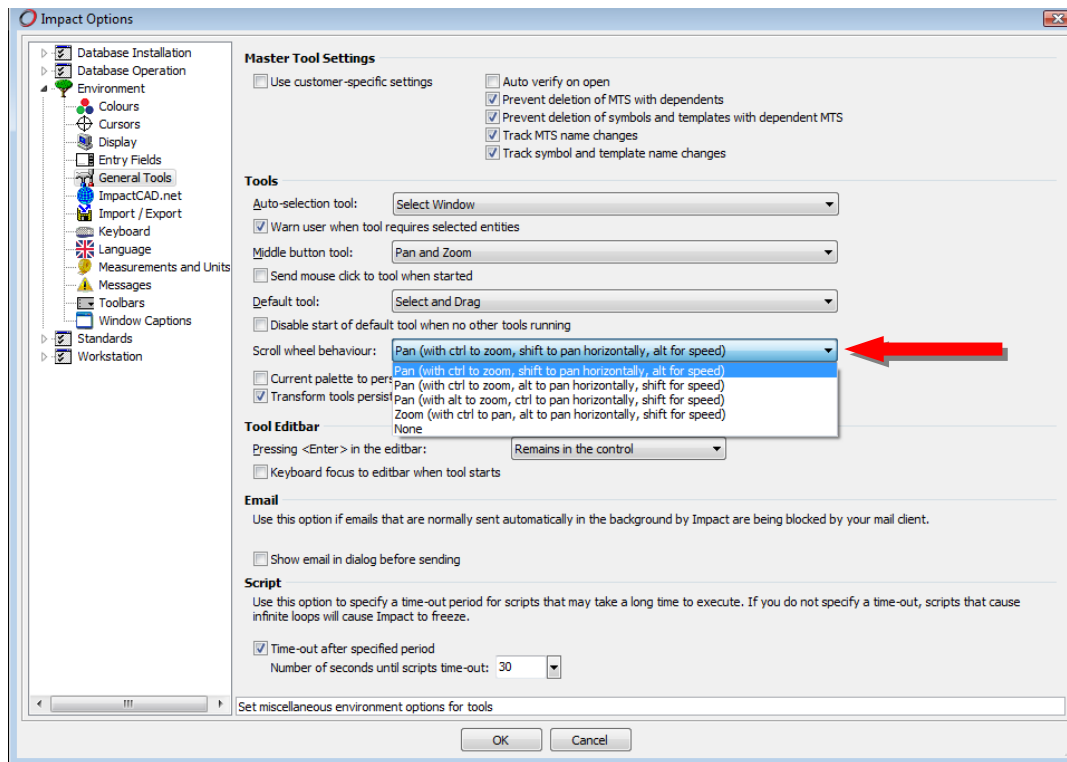 Impact Options
Database Installation
Database Operation
Environment
Colours
Cursors
Display
Entry Fields
General Tools
ImpactCAD.net
Import / Export
Keyboard
Language
Measurements and Units
Messages
Toolbars
Window Captions
Standards
Workstation
Master Tool Settings
Use customer-specific settings
Auto verify on open
Prevent deletion of MTS with dependents
Prevent deletion of symbols and templates with dependent MTS
Track MTS name changes
Track symbol and template name changes
Tools
Auto-selection tool: Select Window
Warn user when tool requires selected entities
Middle button tool: Pan and Zoom
Send mouse click to tool when started
Default tool: Select and Drag
Disable start of default tool when no other tools running
Scroll wheel behaviour: Pan (with ctrl to zoom, shift to pan horizontally, alt for speed)
Pan (with ctrl to zoom, shift to pan horizontally, alt for speed)
Current palette to pers
Pan (with ctrl to zoom, alt to pan horizontally, shift for speed)
Transform tools persist
Pan (with alt to zoom, ctrl to pan horizontally, shift for speed)
Zoom (with ctrl to pan, alt to pan horizontally, shift for speed)
None
Tool Editbar
Pressing <Enter> in the editbar: Remains in the control
Keyboard focus to editbar when tool starts
Email
Use this option if emails that are normally sent automatically in the background by Impact are being blocked by your mail client.
Show email in dialog before sending
Script
Use this option to specify a time-out period for scripts that may take a long time to execute. If you do not specify a time-out, scripts that cause
infinite loops will cause Impact to freeze.
Time-out after specified period
Number of seconds until scripts time-out: 30
Set miscellaneous environment options for tools
OK Cancel